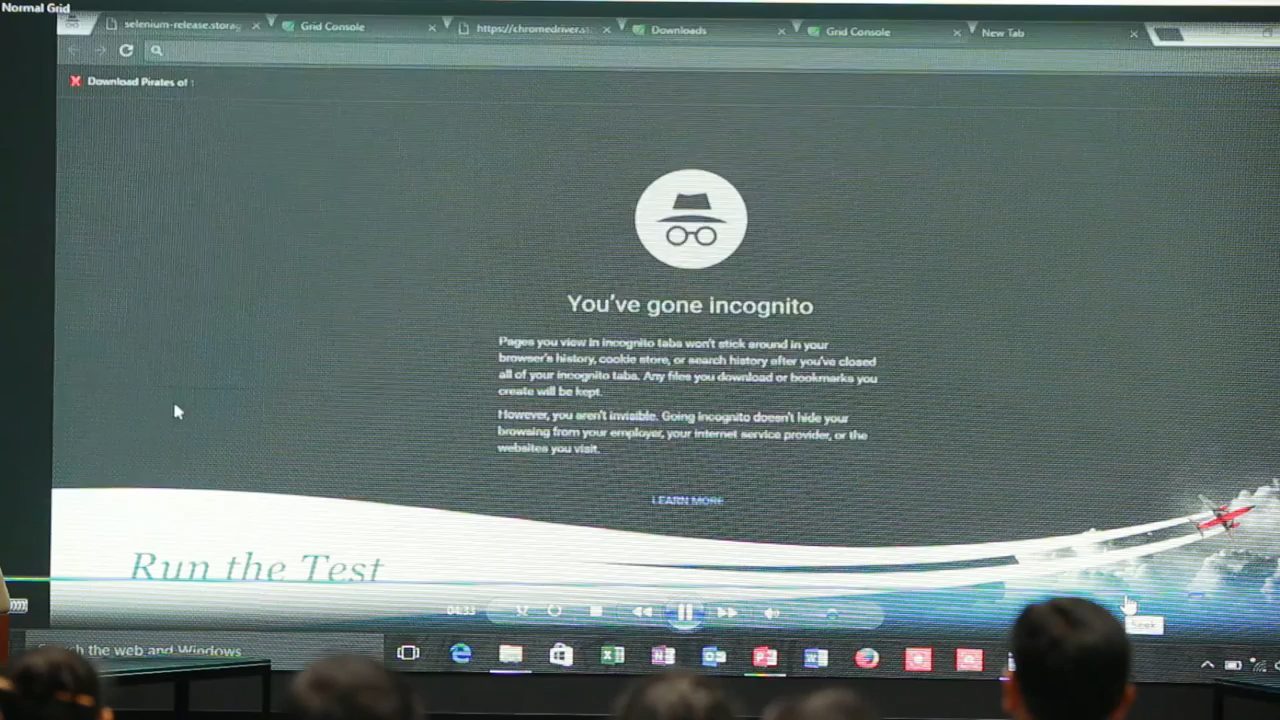 Normal Grid
selenium-release.storag
Grid Console
https://chromedriver.st
Downloads
Grid Console
New Tab
Download Pirates of
You've gone incognito
Pages you view in incognito tabs won't stick around in your
browser's history, cookie store, or search history after you've closed
all of your incognito tabs. Any files you download or bookmarks you
create will be kept.
However, you aren't invisible. Going incognito doesn't hide your
browsing from your employer, your internet service provider, or the
websites you visit.
LEARN MORE
Run the Test
04:33
Seek
the web and Windows